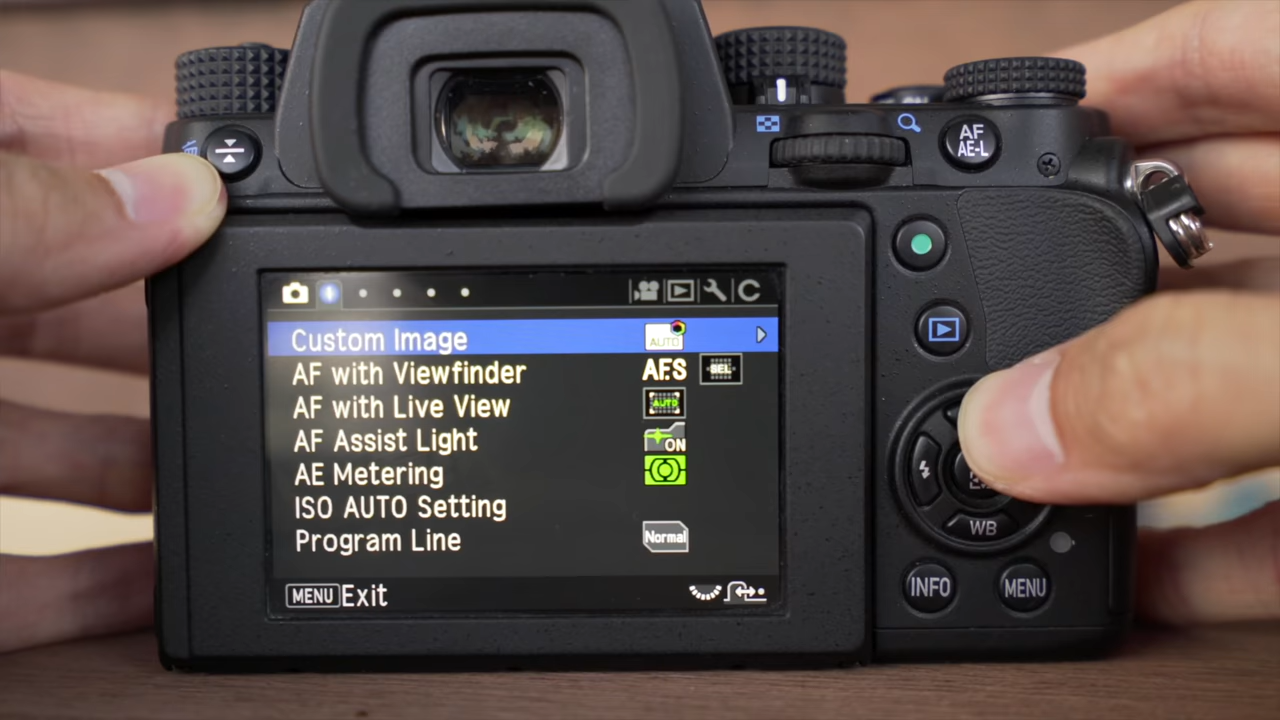 AF
AE-L
C
Custom Image AUTO
AF with Viewfinder AF.S SEL
AF with Live View AUTO
AF Assist Light ON
AE Metering
ISO AUTO Setting
Program Line Normal
MENU Exit
WB
INFO MENU